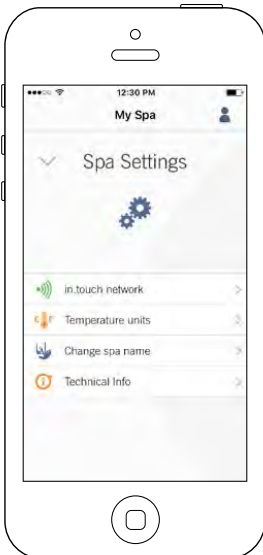 12:30 PM
My Spa
Spa Settings
in.touch network
C F Temperature units
Change spa name
Technical Info